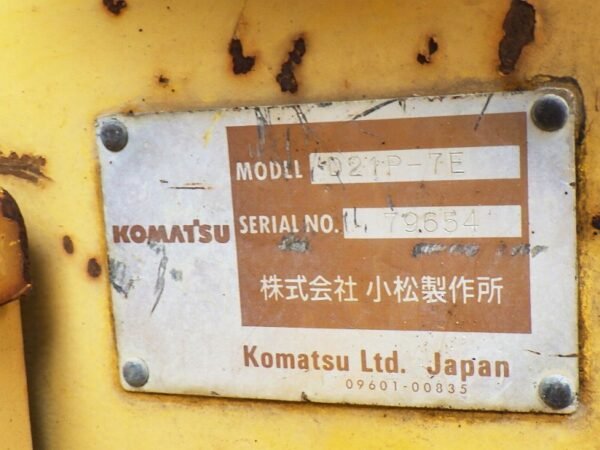 MODEL D21P-7E
KOMATSU
SERIAL NO. 79654
株式会社 小松製作所
Komatsu Ltd. Japan
09601-00835